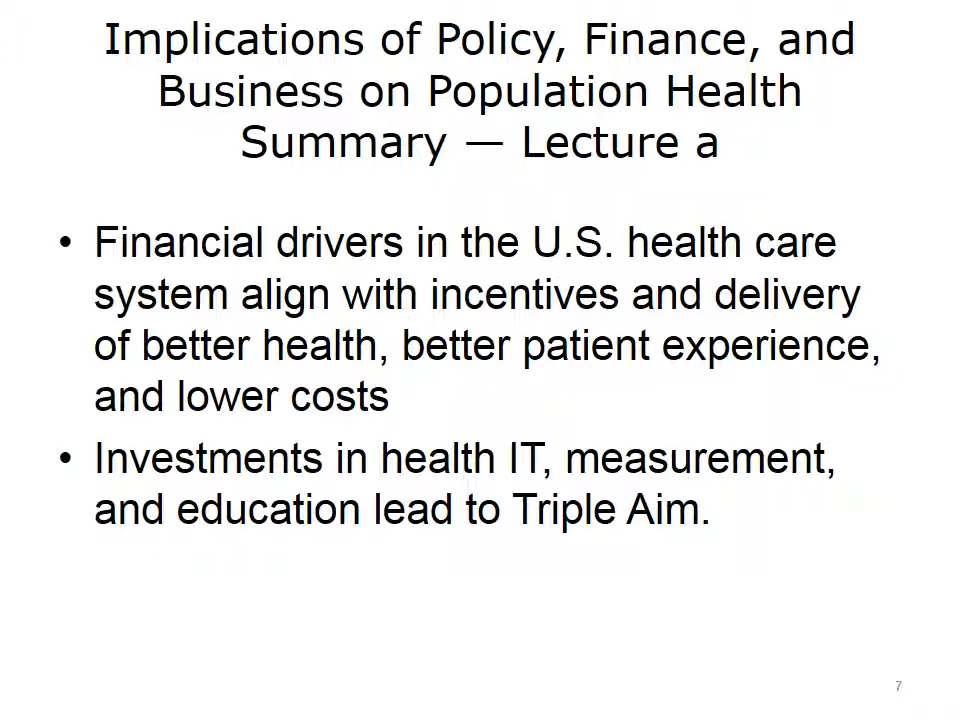 Implications of Policy, Finance, and
Business on Population Health
Summary — Lecture a
• Financial drivers in the U.S. health care
system align with incentives and delivery
of better health, better patient experience,
and lower costs
• Investments in health IT, measurement,
and education lead to Triple Aim.
7